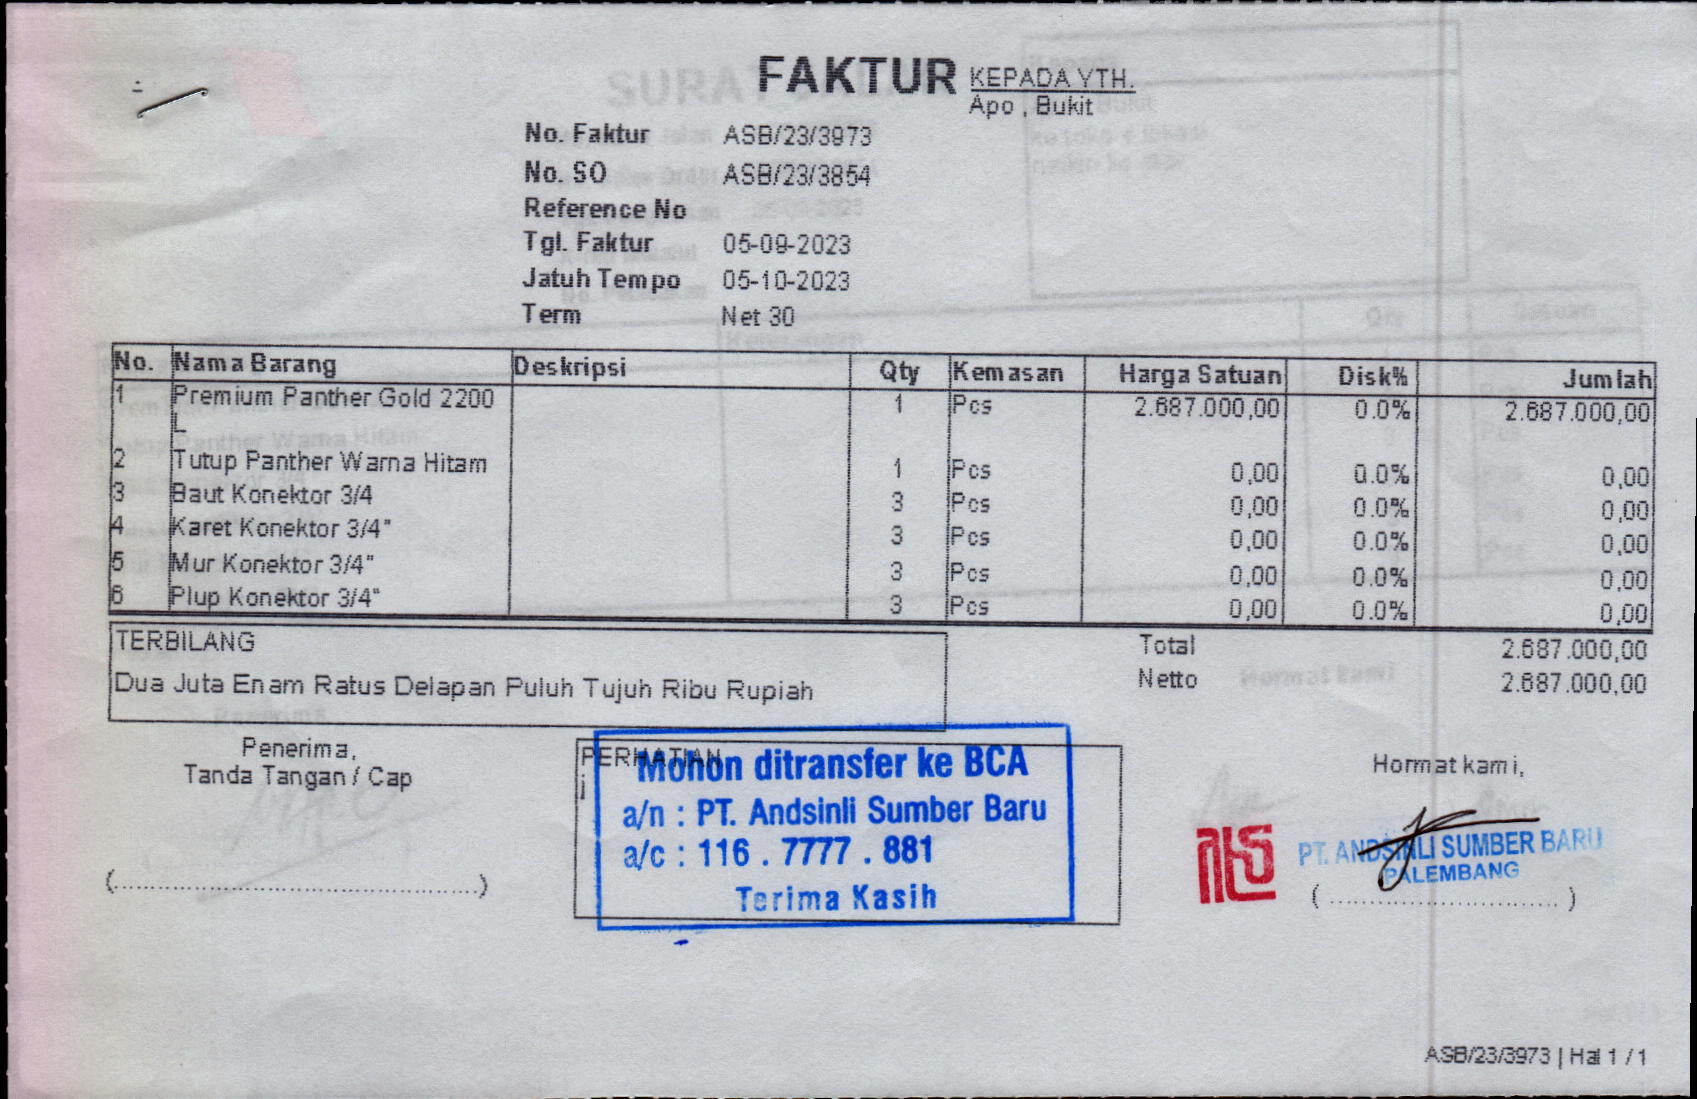 FAKTUR
KEPADA YTH.
Apo , Bukit
No. Faktur ASB/23/3973
No. SO ASB/23/3854
Reference No
Tgl. Faktur 05-09-2023
Jatuh Tempo 05-10-2023
Term Net 30
No. Nama Barang Deskripsi Qty Kemasan Harga Satuan Disk% Jumlah
1 Premium Panther Gold 2200 1 Pcs 2.687.000,00 0.0% 2.687.000,00
L
2 Tutup Panther Warna Hitam 1 Pcs 0,00 0.0% 0,00
3 Baut Konektor 3/4 3 Pcs 0,00 0.0% 0,00
4 Karet Konektor 3/4" 3 Pcs 0,00 0.0% 0,00
5 Mur Konektor 3/4" 3 Pcs 0,00 0.0% 0,00
6 Plup Konektor 3/4" 3 Pcs 0,00 0.0% 0,00
TERBILANG
Dua Juta Enam Ratus Delapan Puluh Tujuh Ribu Rupiah
Total 2.687.000,00
Netto 2.687.000,00
Penerima,
Tanda Tangan / Cap
(.................................................)
PERHATIAN
Mohon ditransfer ke BCA
a/n : PT. Andsinli Sumber Baru
a/c : 116 . 7777 . 881
Terima Kasih
Hormat kami,
PT. ANDSINLI SUMBER BARU
PALEMBANG
( ............................... )
ASB/23/3973 | Hal 1 / 1